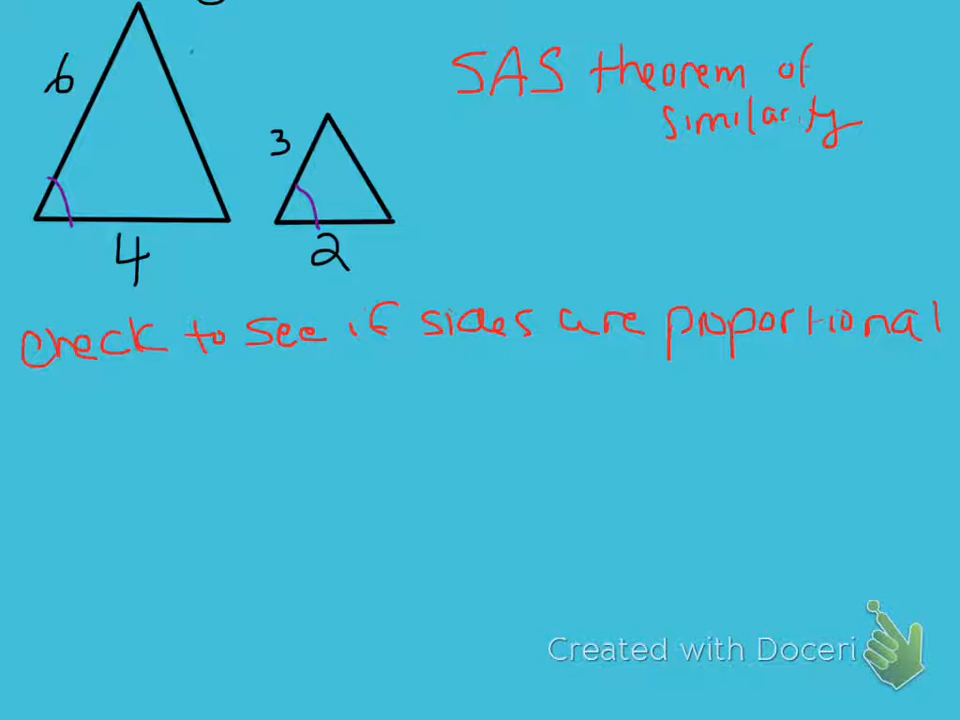 6
SAS theorem of
similarity
3
4
2
check to see if sides are proportional
Created with Doceri